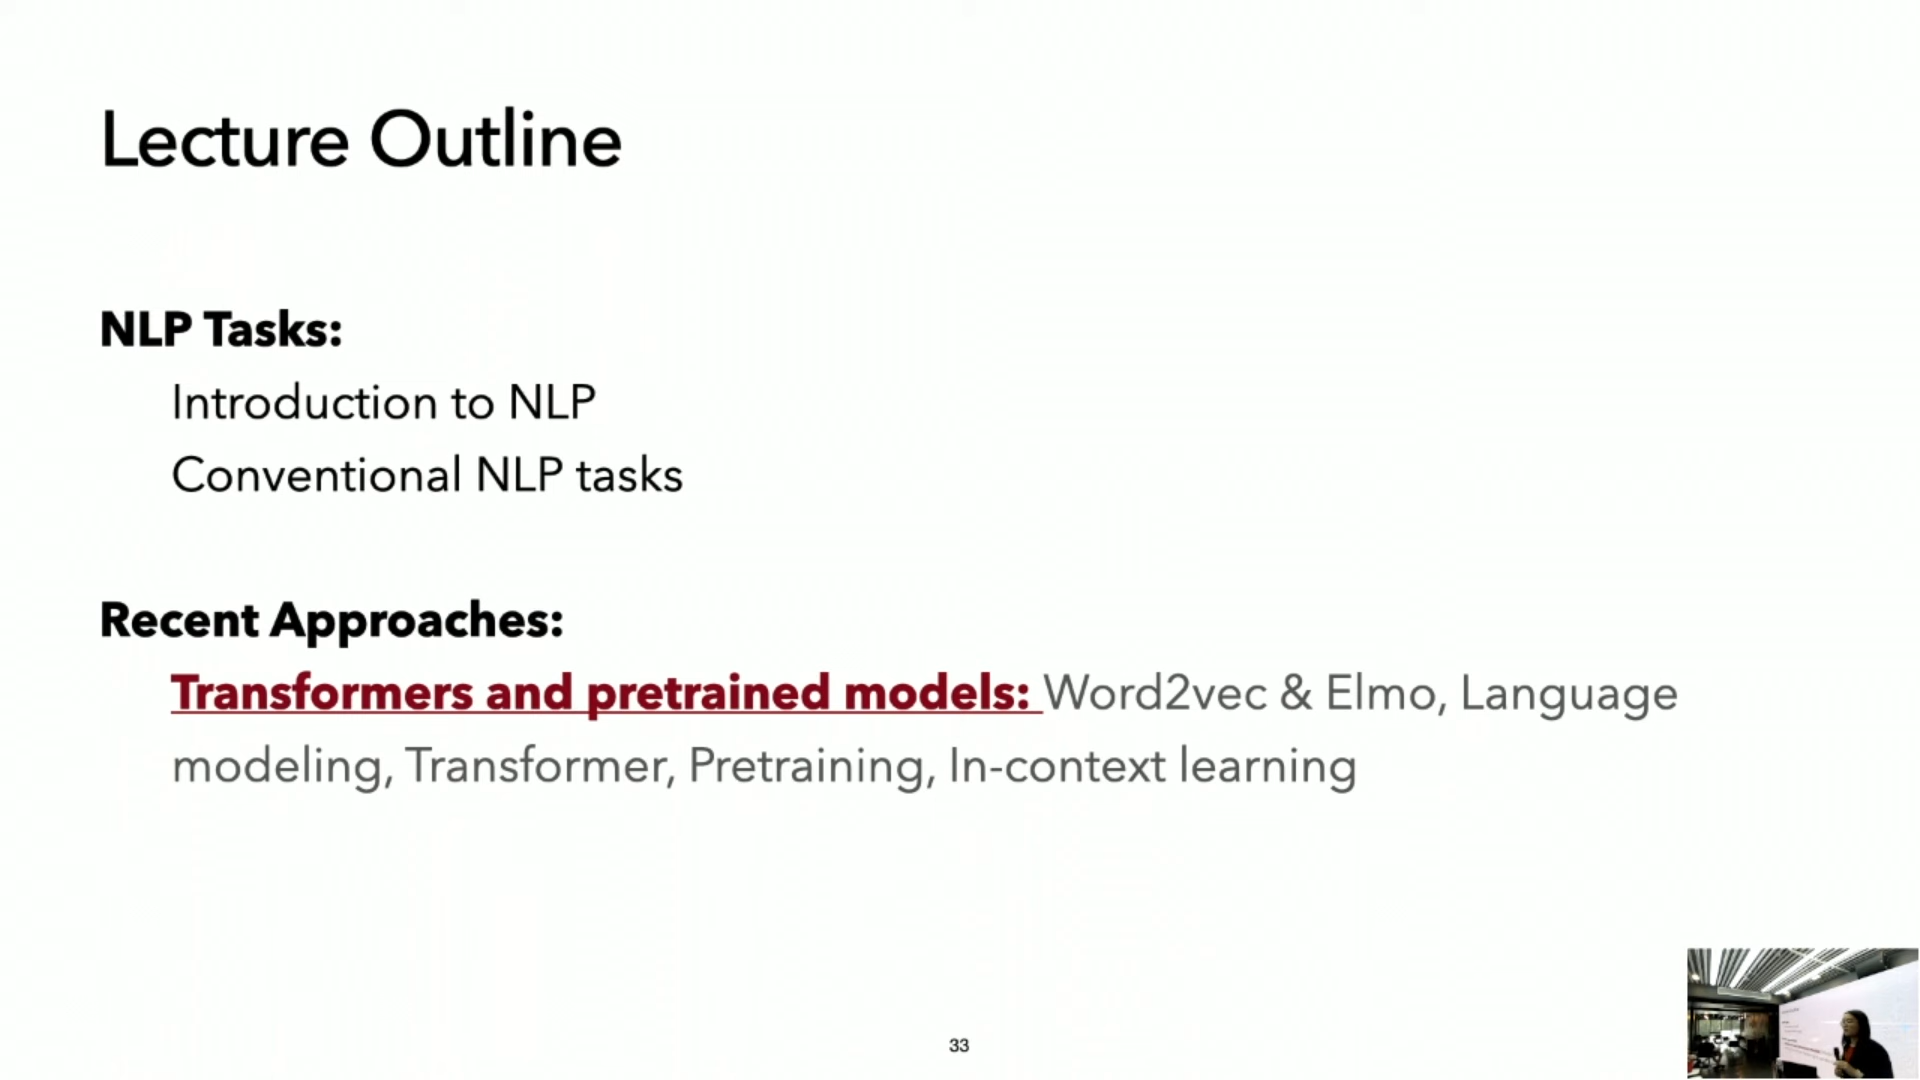 Lecture Outline
NLP Tasks:
Introduction to NLP
Conventional NLP tasks
Recent Approaches:
Transformers and pretrained models: Word2vec & Elmo, Language
modeling, Transformer, Pretraining, In-context learning
33